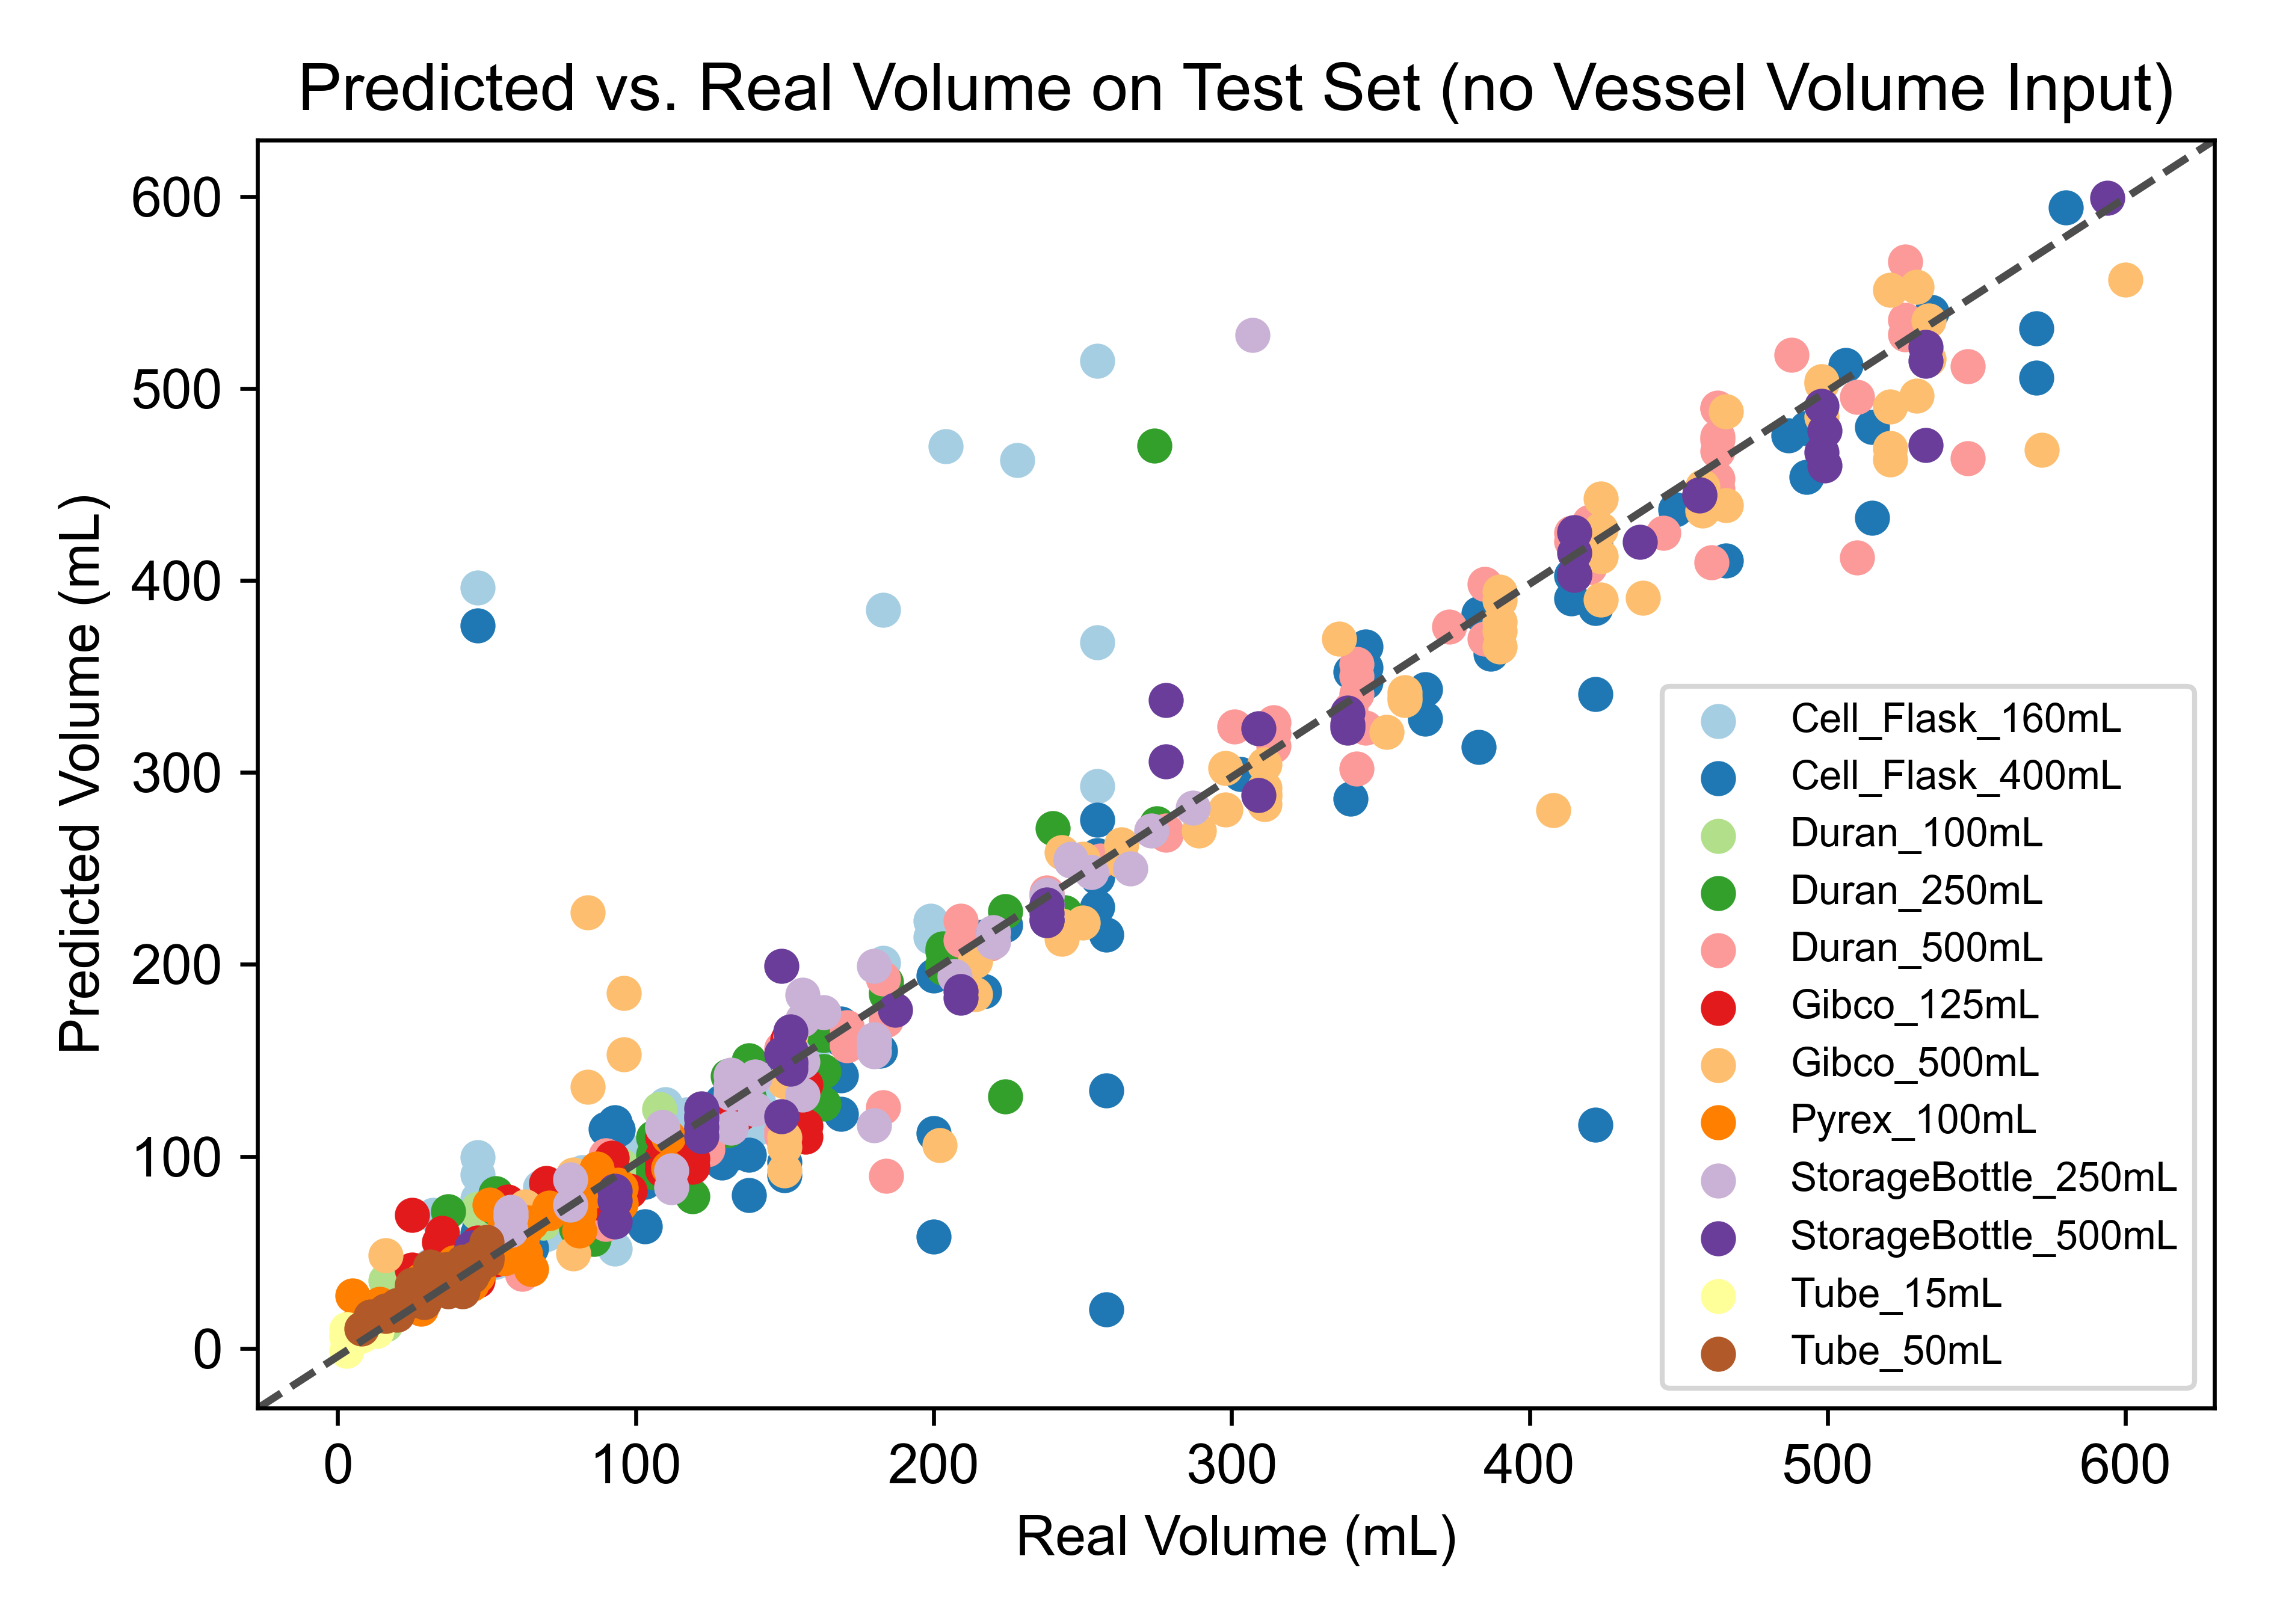 Predicted vs. Real Volume on Test Set (no Vessel Volume Input)
Predicted Volume (mL)
600
500
400
300
200
100
0
0 100 200 300 400 500 600
Real Volume (mL)
Cell_Flask_160mL
Cell_Flask_400mL
Duran_100mL
Duran_250mL
Duran_500mL
Gibco_125mL
Gibco_500mL
Pyrex_100mL
StorageBottle_250mL
StorageBottle_500mL
Tube_15mL
Tube_50mL